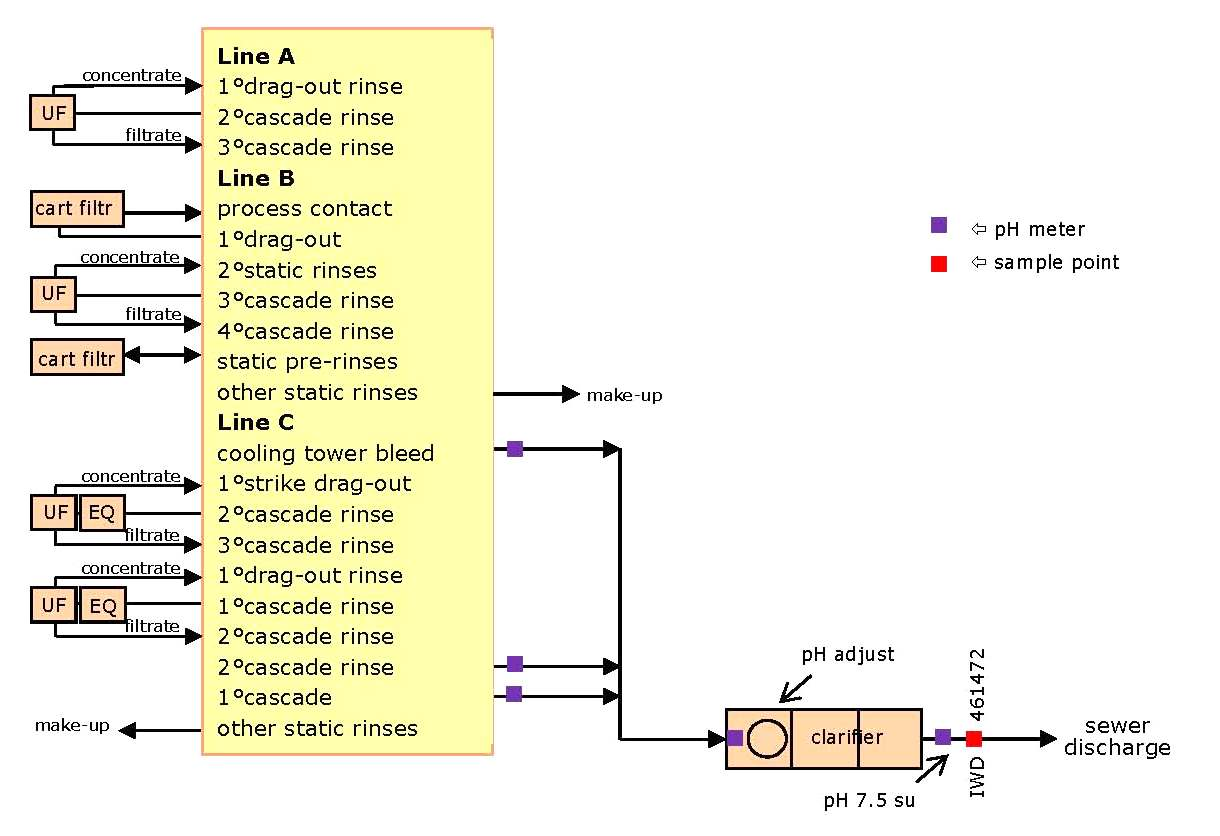 Line A
concentrate
1°drag-out rinse
UF
2°cascade rinse
filtrate
3°cascade rinse
Line B
cart filtr
process contact
1°drag-out
concentrate
2°static rinses
UF
3°cascade rinse
filtrate
4°cascade rinse
cart filtr
static pre-rinses
other static rinses
make-up
Line C
cooling tower bleed
concentrate
1°strike drag-out
UF EQ
2°cascade rinse
filtrate
3°cascade rinse
concentrate
1°drag-out rinse
UF EQ
1°cascade rinse
filtrate
2°cascade rinse
2°cascade rinse
1°cascade
make-up
other static rinses
⇦ pH meter
⇦ sample point
pH adjust
clarifier
pH 7.5 su
IWD 461472
sewer
discharge